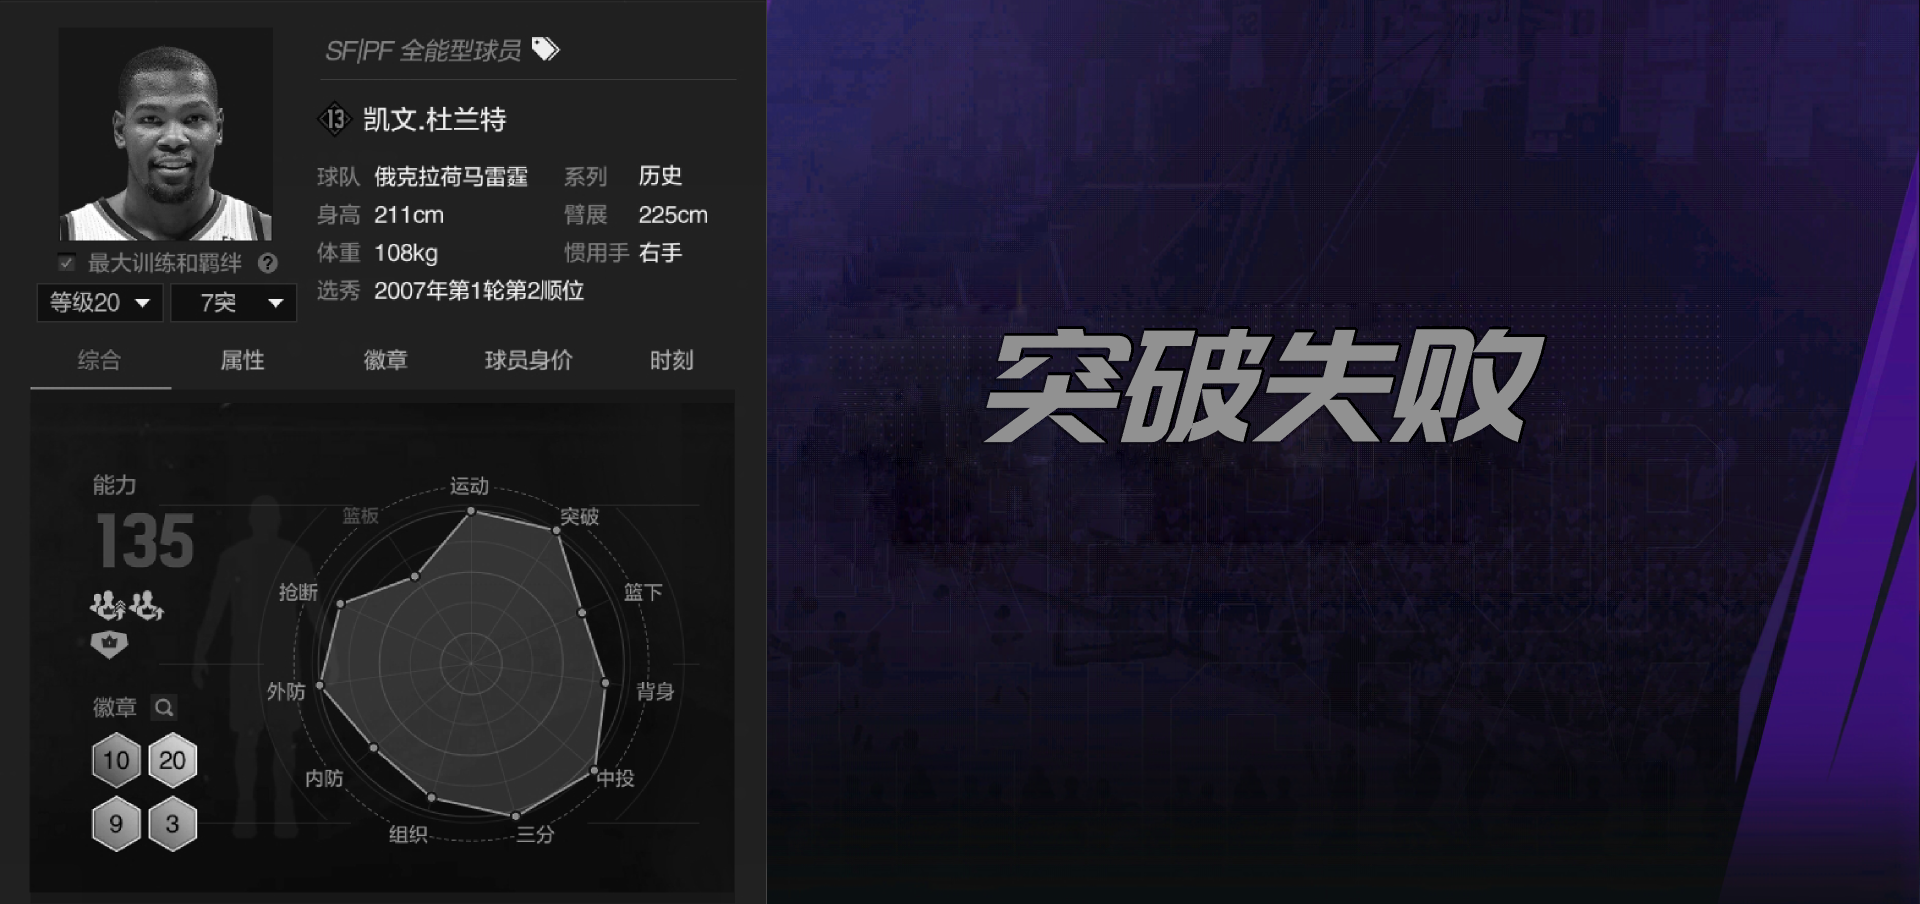 SF|PF 全能型球员
13 凯文.杜兰特
球队 俄克拉荷马雷霆 系列 历史
身高 211cm 臂展 225cm
体重 108kg 惯用手 右手
选秀 2007年第1轮第2顺位
最大训练和羁绊 ?
等级20 7突
综合 属性 徽章 球员身价 时刻
能力
135
徽章
10 20
9 3
运动
突破
篮下
背身
中投
三分
组织
内防
外防
抢断
篮板
突破失败